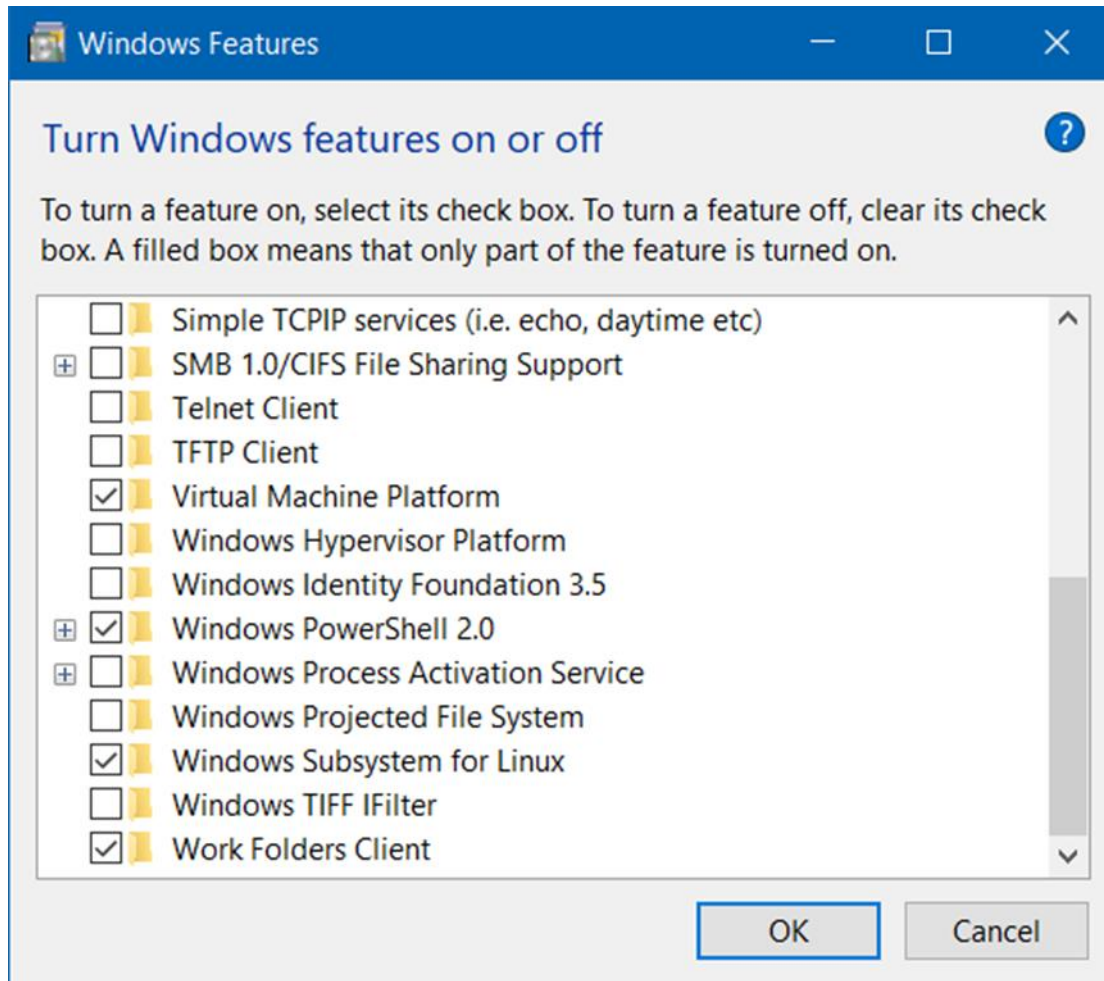 Windows Features
Turn Windows features on or off
?
To turn a feature on, select its check box. To turn a feature off, clear its check
box. A filled box means that only part of the feature is turned on.
Simple TCPIP services (i.e. echo, daytime etc)
SMB 1.0/CIFS File Sharing Support
Telnet Client
TFTP Client
Virtual Machine Platform
Windows Hypervisor Platform
Windows Identity Foundation 3.5
Windows PowerShell 2.0
Windows Process Activation Service
Windows Projected File System
Windows Subsystem for Linux
Windows TIFF IFilter
Work Folders Client
OK Cancel